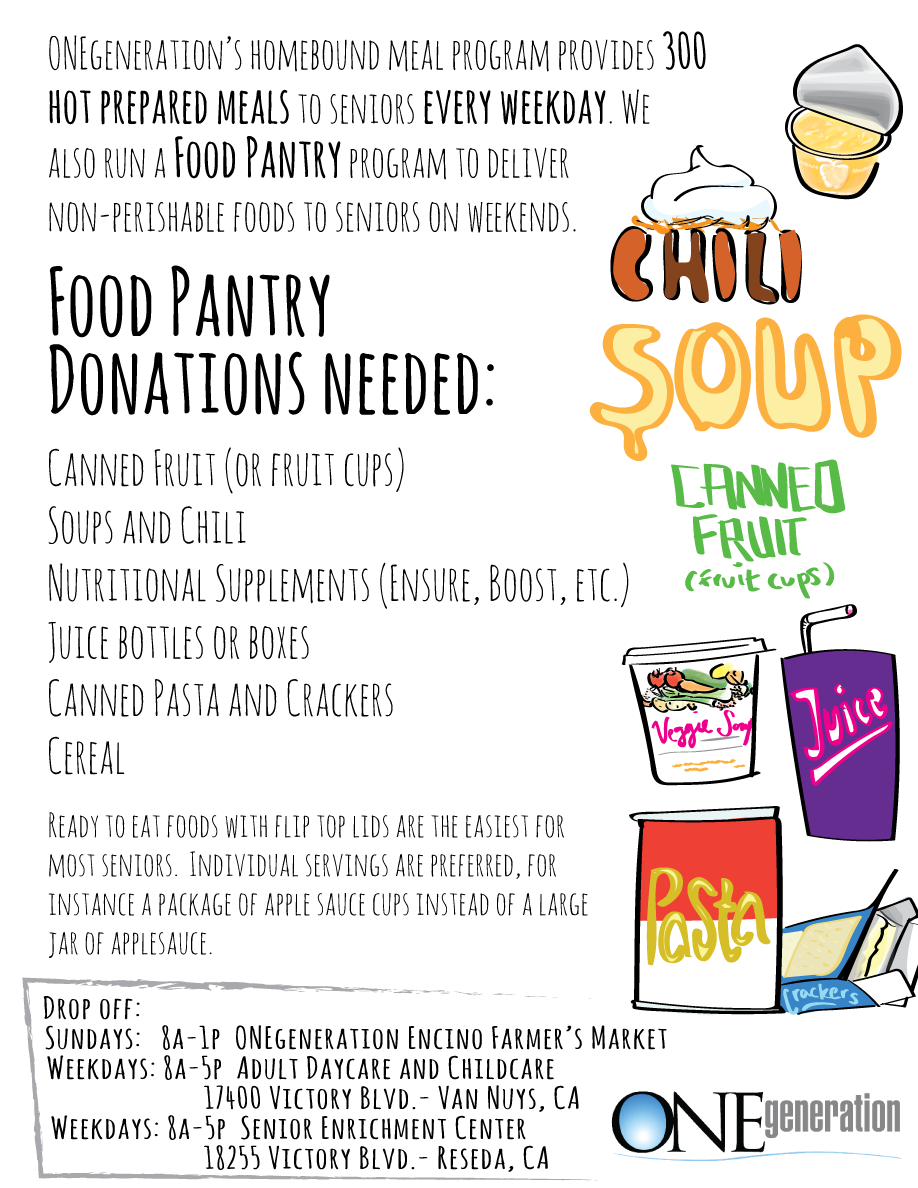 ONEgeneration's homebound meal program provides 300
hot prepared meals to seniors every weekday. We
also run a Food Pantry program to deliver
non-perishable foods to seniors on weekends.
Food Pantry
Donations needed:
Canned Fruit (or fruit cups)
Soups and Chili
Nutritional Supplements (Ensure, Boost, etc.)
Juice bottles or boxes
Canned Pasta and Crackers
Cereal
Ready to eat foods with flip top lids are the easiest for
most seniors. Individual servings are preferred, for
instance a package of apple sauce cups instead of a large
jar of applesauce.
Drop off:
Sundays: 8a-1p ONEgeneration Encino Farmer's Market
Weekdays: 8a-5p Adult Daycare and Childcare
17400 Victory Blvd.- Van Nuys, CA
Weekdays: 8a-5p Senior Enrichment Center
18255 Victory Blvd.- Reseda, CA
CHILI
SOUP
CANNED
FRUIT
(fruit cups)
Veggie Soup
Juice
Pasta
Crackers
ONEgeneration